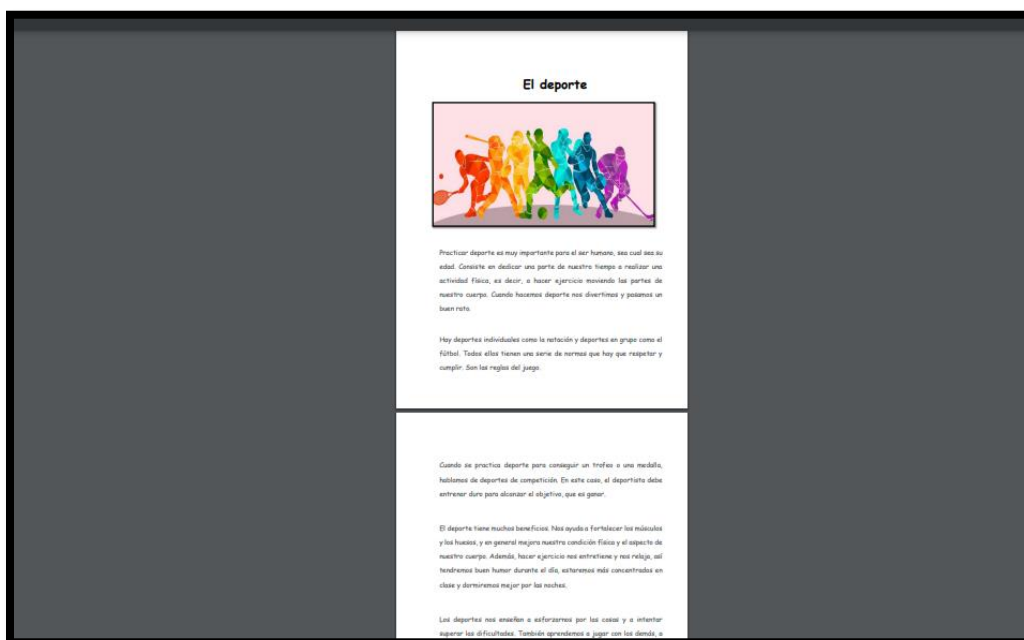 El deporte
Practicar deporte es muy importante para el ser humano, sea cual sea su
edad. Consiste en dedicar una parte de nuestro tiempo a realizar una
actividad física, es decir, a hacer ejercicio moviendo las partes de
nuestro cuerpo. Cuando hacemos deporte nos divertimos y pasamos un
buen rato.
Hay deportes individuales como la natación y deportes en grupo como el
fútbol. Todos ellos tienen una serie de normas que hay que respetar y
cumplir. Son las reglas del juego.
Cuando se practica deporte para conseguir un trofeo o una medalla,
hablamos de deportes de competición. En este caso, el deportista debe
entrenar duro para alcanzar el objetivo, que es ganar.
El deporte tiene muchos beneficios. Nos ayuda a fortalecer los músculos
y los huesos, y en general mejora nuestra condición física y el aspecto de
nuestro cuerpo. Además, hacer ejercicio nos entretiene y nos relaja, así
tendremos buen humor durante el día, estaremos más concentrados en
clase y dormiremos mejor por las noches.
Los deportes nos enseñan a esforzarnos por las cosas y a intentar
superar las dificultades. También aprendemos a jugar con los demás, a